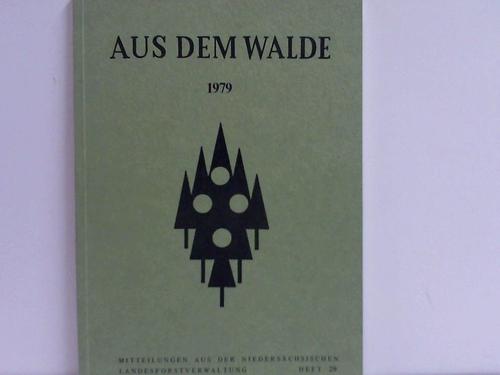 AUS DEM WALDE
1979
MITTEILUNGEN AUS DER NIEDERSÄCHSISCHEN
LANDESFORSTVERWALTUNG HEFT 29